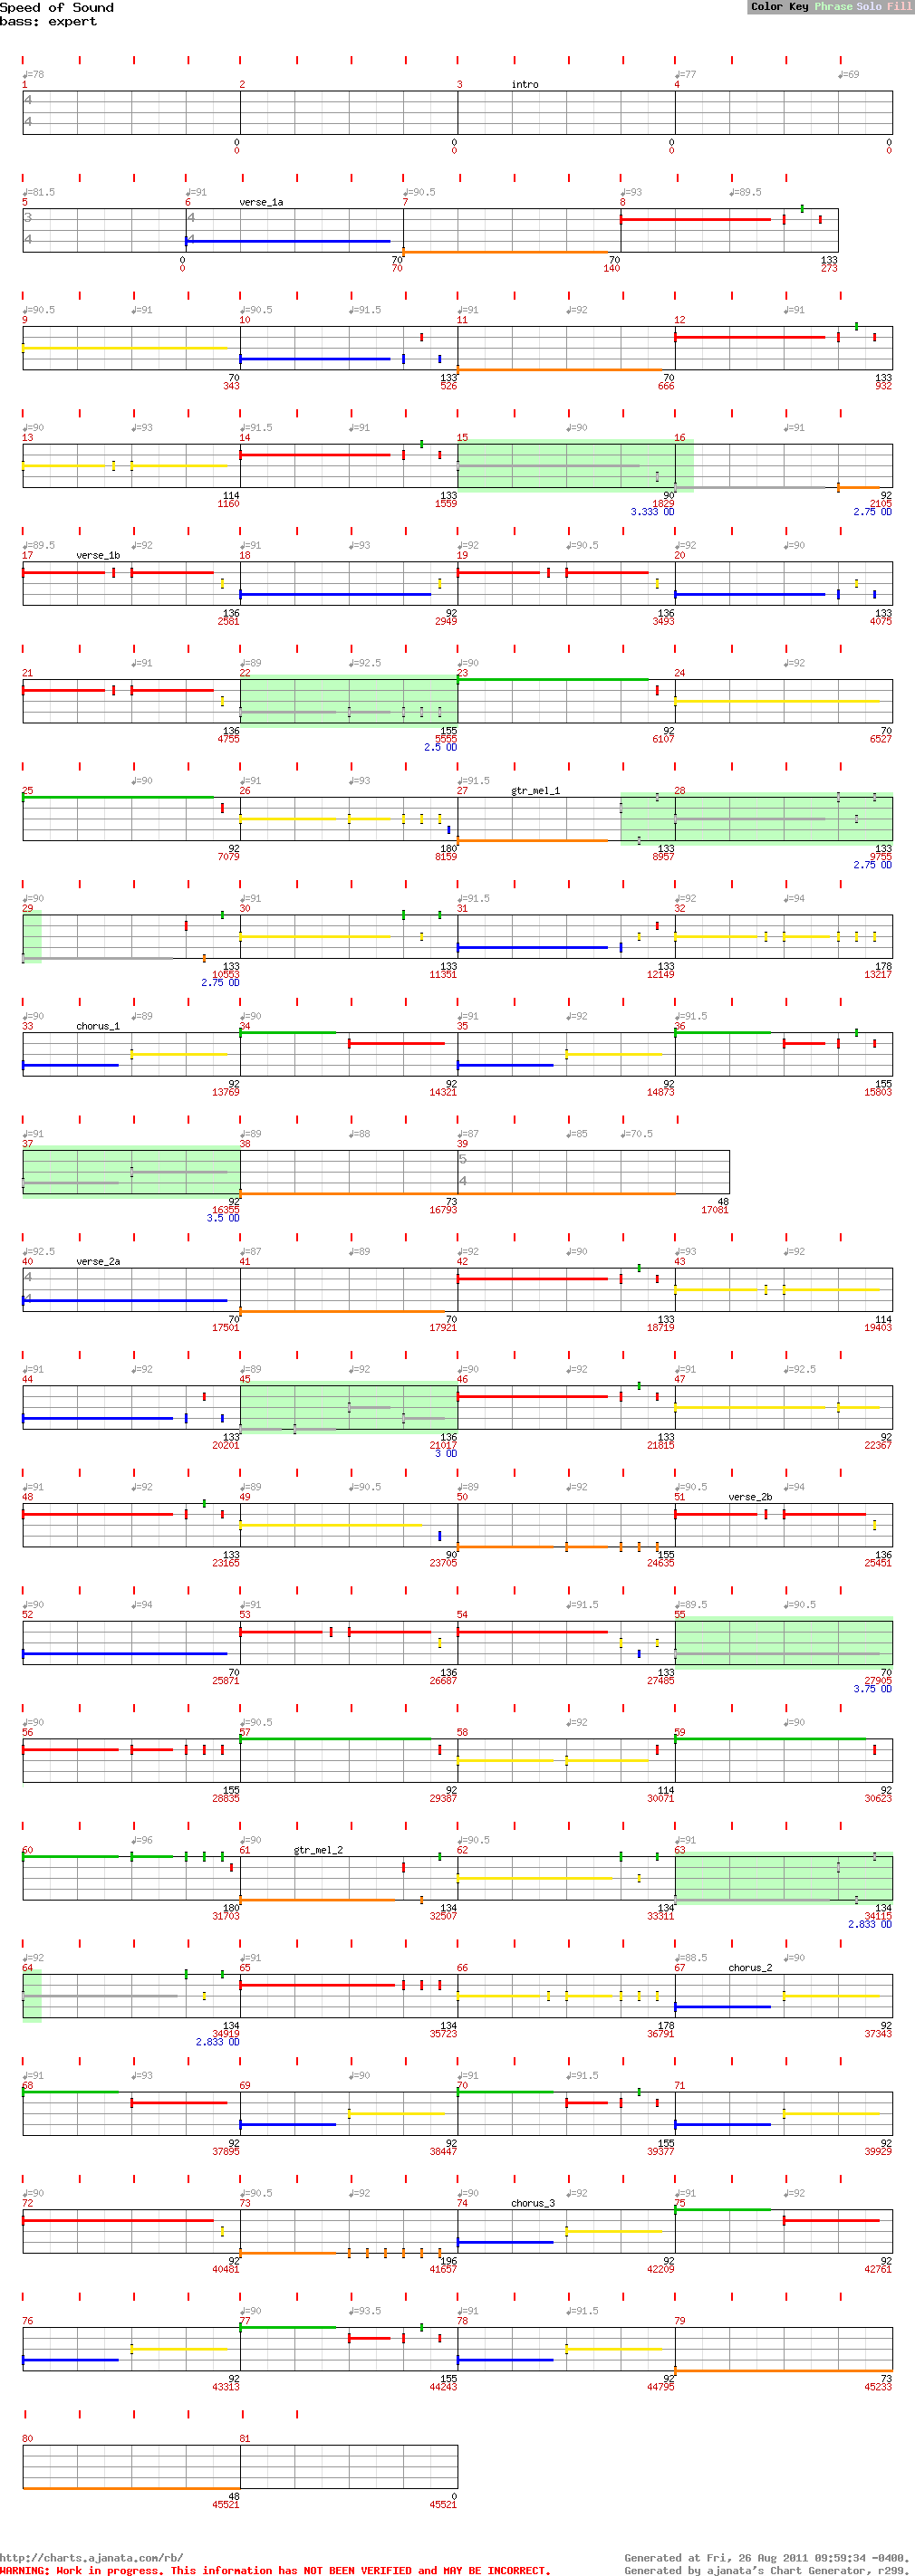 Speed of Sound
bass: expert
Color Key Phrase Solo Fill
♩=78 ♩=77 ♩=69
1 2 3 intro 4
4
4
0 0 0 0
0 0 0 0
♩=81.5 ♩=91 ♩=90.5 ♩=93 ♩=89.5
5 6 verse_1a 7 8
3 4
4 4
0 70 70 133
0 70 140 273
♩=90.5 ♩=91 ♩=90.5 ♩=91.5 ♩=91 ♩=92 ♩=91
9 10 11 12
70 133 70 133
343 526 666 932
♩=90 ♩=93 ♩=91.5 ♩=91 ♩=90 ♩=91
13 14 15 16
114 133 90 92
1160 1559 1829 2105
3.333 OD 2.75 OD
♩=89.5 ♩=92 ♩=91 ♩=93 ♩=92 ♩=90.5 ♩=92 ♩=90
17 verse_1b 18 19 20
136 92 136 133
2581 2949 3493 4075
♩=91 ♩=89 ♩=92.5 ♩=90 ♩=92
21 22 23 24
136 155 92 70
4755 5555 6107 6527
2.5 OD
♩=90 ♩=91 ♩=93 ♩=91.5
25 26 27 gtr_mel_1 28
92 180 133 133
7079 8159 8957 9755
2.75 OD
♩=90 ♩=91 ♩=91.5 ♩=92 ♩=94
29 30 31 32
133 133 133 178
10553 11351 12149 13217
2.75 OD
♩=90 ♩=89 ♩=90 ♩=91 ♩=92 ♩=91.5
33 chorus_1 34 35 36
92 92 92 155
13769 14321 14873 15803
♩=91 ♩=89 ♩=88 ♩=87 ♩=85 ♩=70.5
37 38 39
5
4
92 73 48
16355 16793 17081
3.5 OD
♩=92.5 ♩=87 ♩=89 ♩=92 ♩=90 ♩=93 ♩=92
40 verse_2a 41 42 43
4
4
70 70 133 114
17501 17921 18719 19403
♩=91 ♩=92 ♩=89 ♩=92 ♩=90 ♩=92 ♩=91 ♩=92.5
44 45 46 47
133 136 133 92
20201 21017 21815 22367
3 OD
♩=91 ♩=92 ♩=89 ♩=90.5 ♩=89 ♩=92 ♩=90.5 ♩=94
48 49 50 51 verse_2b
133 90 155 136
23165 23705 24635 25451
♩=90 ♩=94 ♩=91 ♩=91.5 ♩=89.5 ♩=90.5
52 53 54 55
70 136 133 70
25871 26687 27485 27905
3.75 OD
♩=90 ♩=90.5 ♩=92 ♩=90
56 57 58 59
155 92 114 92
28835 29387 30071 30623
♩=96 ♩=90 ♩=90.5 ♩=91
60 61 gtr_mel_2 62 63
180 134 134 134
31703 32507 33311 34115
2.833 OD
♩=92 ♩=91 ♩=88.5 ♩=90
64 65 66 67 chorus_2
134 134 178 92
34919 35723 36791 37343
2.833 OD
♩=91 ♩=93 ♩=90 ♩=91 ♩=91.5
68 69 70 71
92 92 155 92
37895 38447 39377 39929
♩=90 ♩=90.5 ♩=92 ♩=90 ♩=92 ♩=91 ♩=92
72 73 74 chorus_3 75
92 196 92 92
40481 41657 42209 42761
♩=90 ♩=93.5 ♩=91 ♩=91.5
76 77 78 79
92 155 92 73
43313 44243 44795 45233
80 81
48 0
45521 45521
http://charts.ajanata.com/rb/
Generated at Fri, 26 Aug 2011 09:59:34 -0400.
WARNING: Work in progress. This information has NOT BEEN VERIFIED and MAY BE INCORRECT.
Generated by ajanata's Chart Generator, r299.